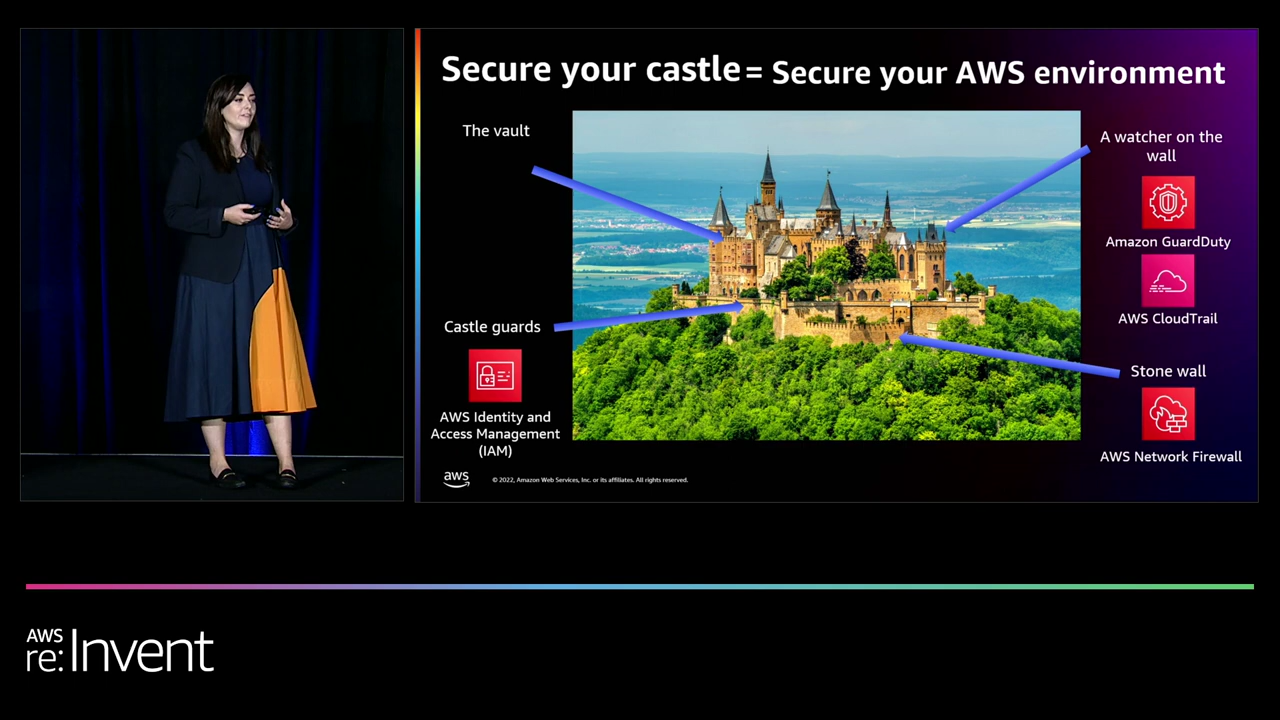 Secure your castle = Secure your AWS environment
The vault
A watcher on the
wall
Amazon GuardDuty
AWS CloudTrail
Castle guards
AWS Identity and
Access Management
(IAM)
Stone wall
AWS Network Firewall
aws
© 2022, Amazon Web Services, Inc. or its affiliates. All rights reserved.
AWS
re:Invent